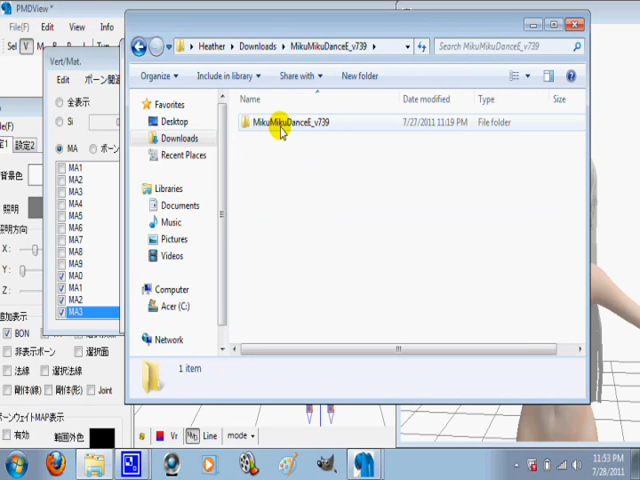 PMDView
File(F) Edit View Info
Sel V
Vert/Mat.
Edit ボーン関連
全表示
Si 0
MA ボーン
MA1
MA2
MA3
MA4
MA5
MA6
MA7
MA8
MA9
MA0
MA1
MA2
MA3
設定2
背景色
照明
照明方向
X:
Y:
Z:
追加表示
BON
非表示ボーン 選択面
法線 選択法線
剛体(線) 剛体(形) Joint
ボーンウェイトMAP表示
有効 範囲外色
Heather Downloads MikuMikuDanceE_v739
Search MikuMikuDanceE_v739
Organize Include in library Share with New folder
Favorites
Desktop
Downloads
Recent Places
Libraries
Documents
Music
Pictures
Videos
Computer
Acer (C:)
Network
Name Date modified Type Size
MikuMikuDanceE_v739 7/27/2011 11:19 PM File folder
1 item
Vr Line mode
11:53 PM
7/28/2011